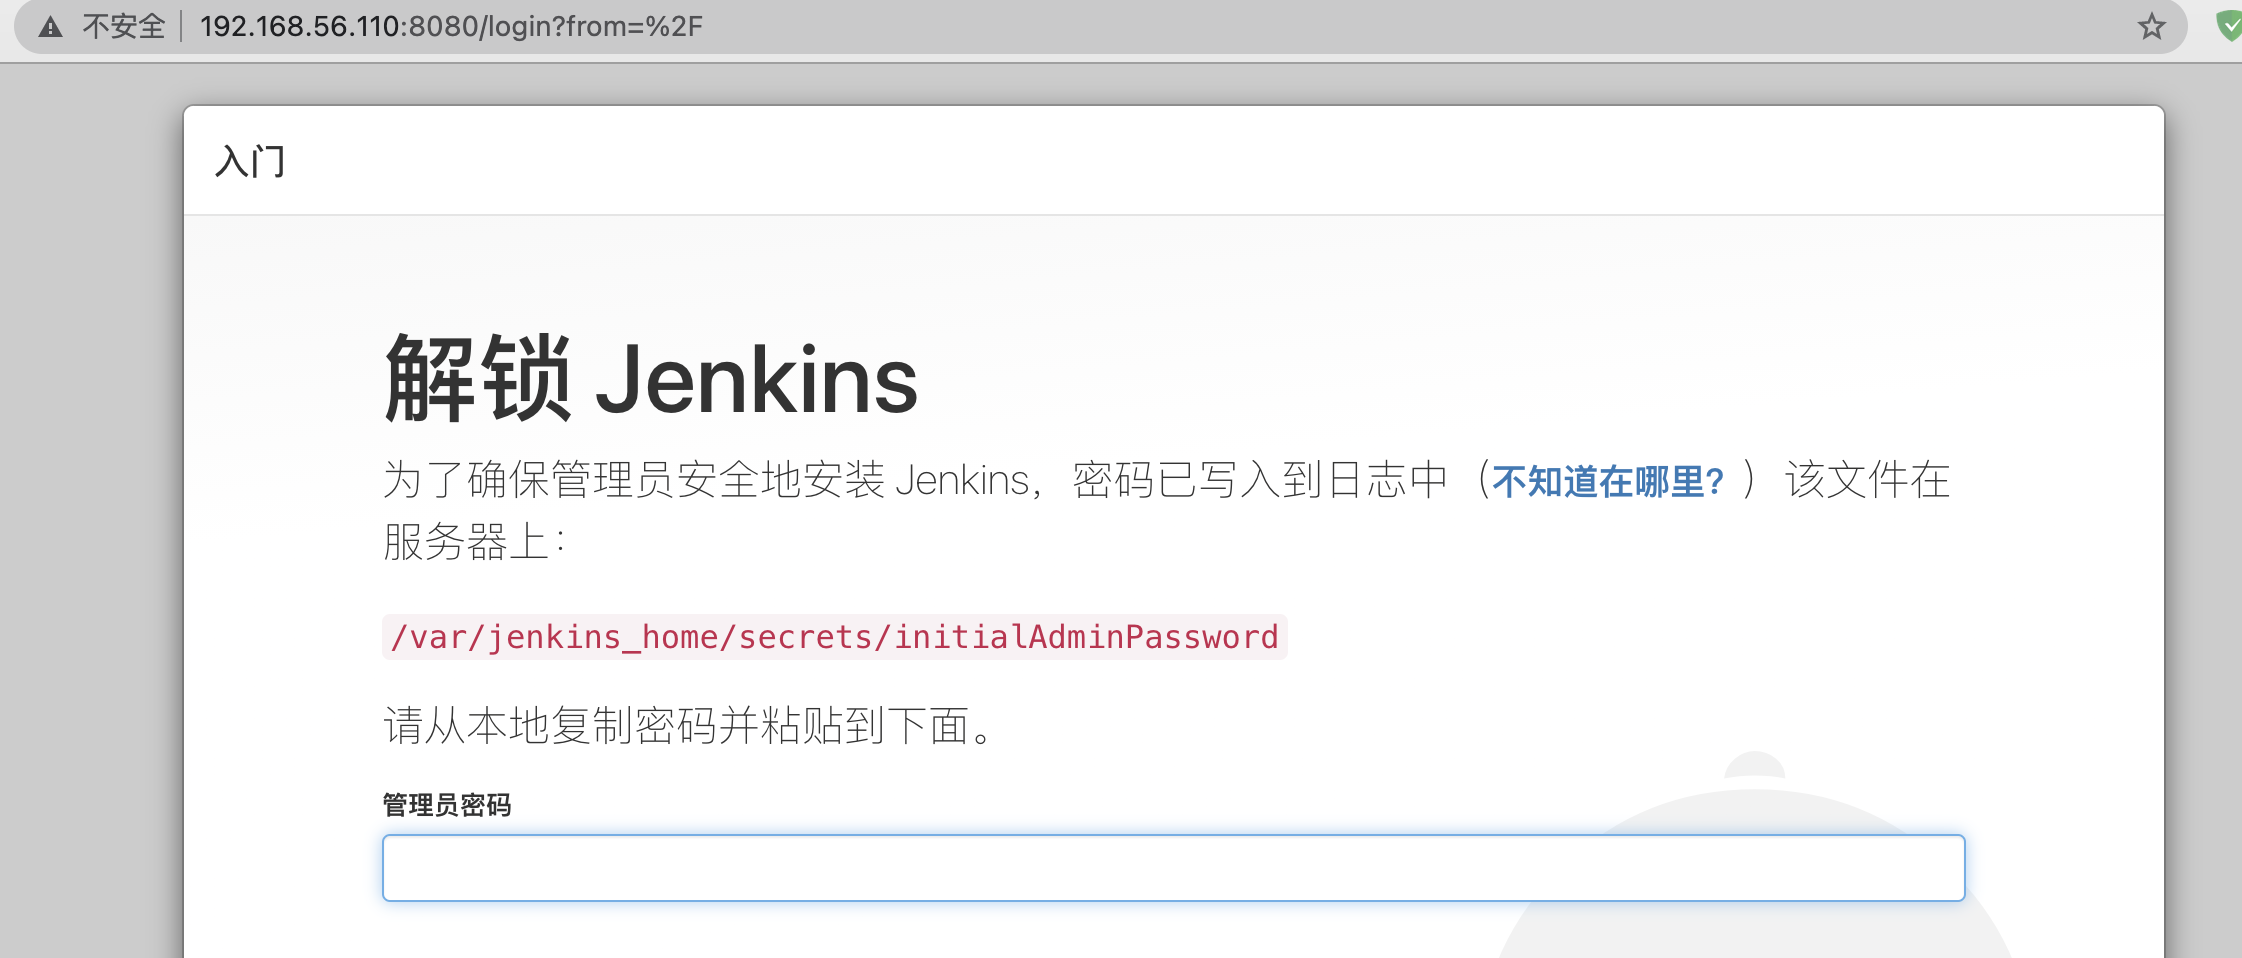 不安全 192.168.56.110:8080/login?from=%2F
入门
解锁 Jenkins
为了确保管理员安全地安装 Jenkins，密码已写入到日志中（不知道在哪里？）该文件在
服务器上：
/var/jenkins_home/secrets/initialAdminPassword
请从本地复制密码并粘贴到下面。
管理员密码